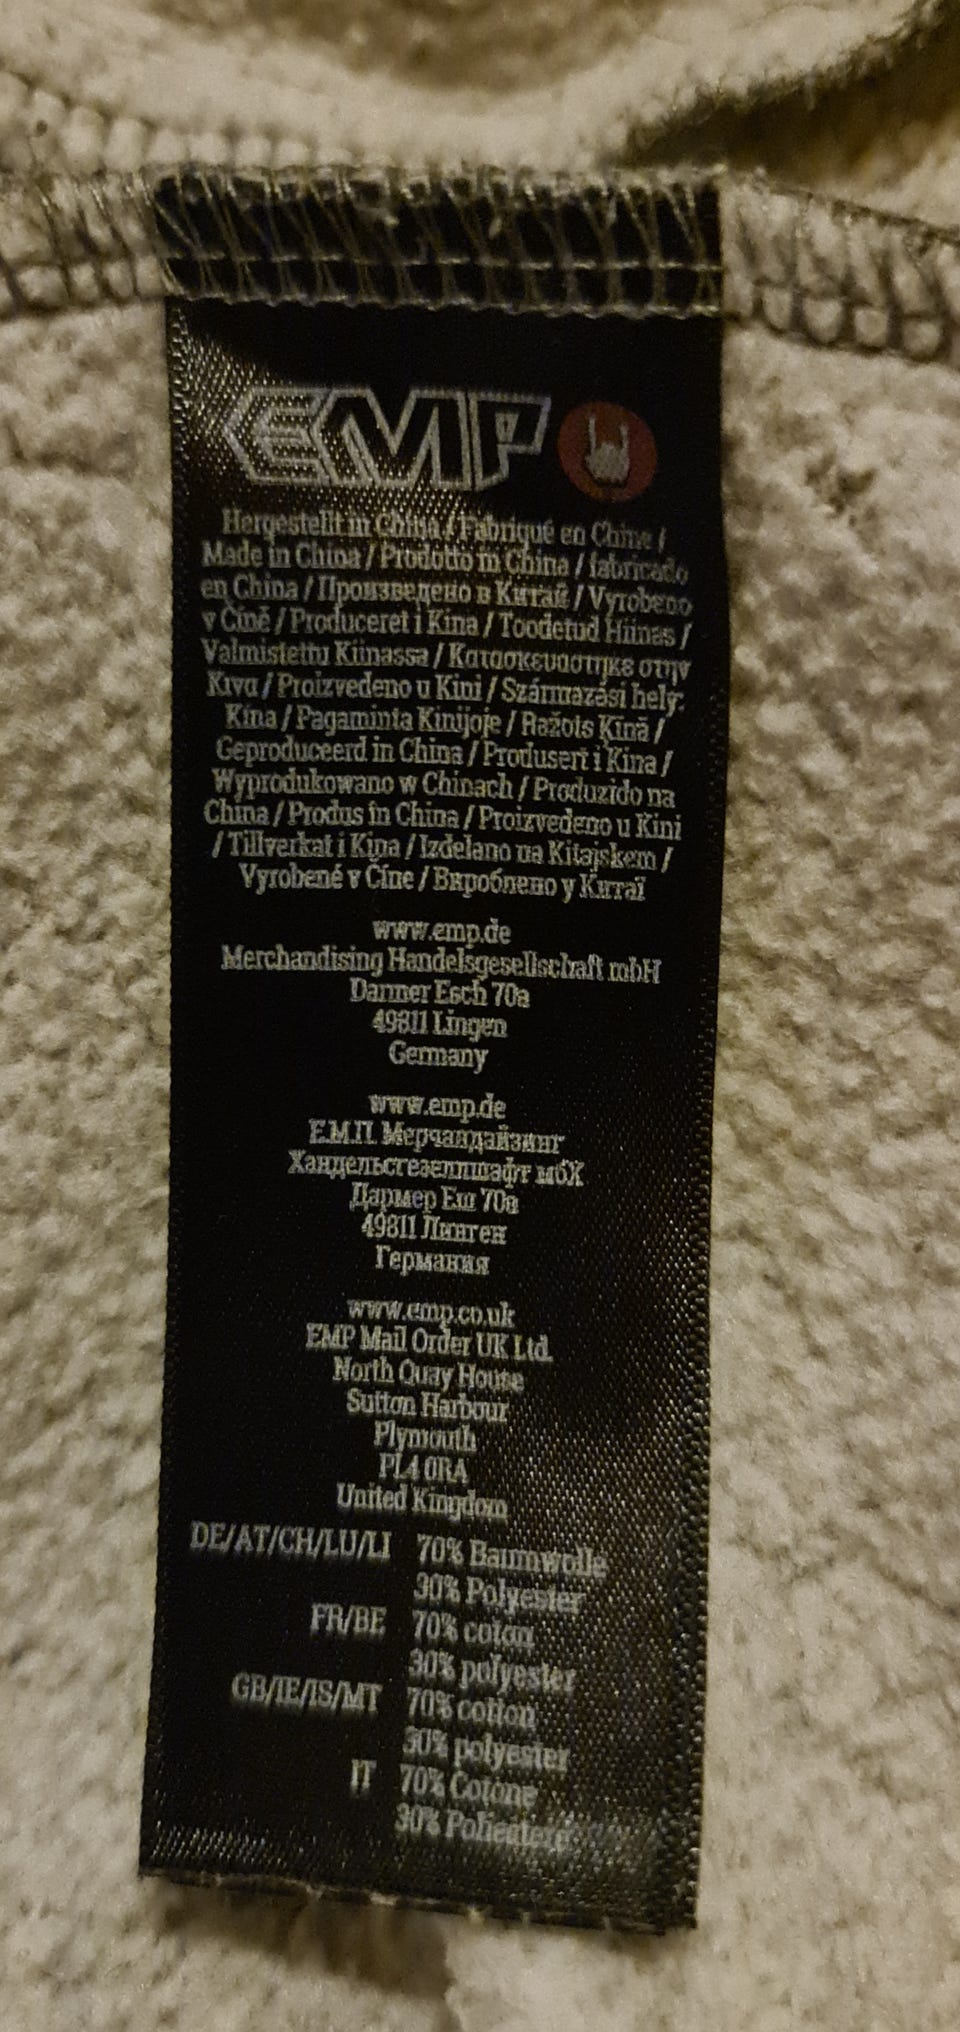 EMP
Hergestellt in China / Fabriqué en Chine /
Made in China / Prodotto in China / fabricado
en China / Произведено в Китай / Vyrobeno
v Číně / Produceret i Kina / Toodetud Hiinas /
Valmistettu Kiinassa / Κατασκευαστηκε στην
Κινα / Proizvedeno u Kini / Származási hely:
Kína / Pagaminta Kinijoje / Ražots Ķīnā /
Geproduceerd in China / Produsert i Kina /
Wyprodukowano w Chinach / Produzido na
China / Produs în China / Proizvedeno u Kini
/ Tillverkat i Kina / Izdelano na Kitajskem /
Vyrobené v Číne / Вироблено у Китаї
www.emp.de
Merchandising Handelsgesellschaft mbH
Darmer Esch 70a
49811 Lingen
Germany
www.emp.de
Е.М.П. Мерчандайзинг
Хандельсгезеллшафт мбХ
Дармер Еш 70а
49811 Линген
Германия
www.emp.co.uk
EMP Mail Order UK Ltd.
North Quay House
Sutton Harbour
Plymouth
PL4 0RA
United Kingdom
DE/AT/CH/LU/LI 70% Baumwolle
30% Polyester
FR/BE 70% coton
30% polyester
GB/IE/IS/MT 70% cotton
30% polyester
IT 70% Cotone
30% Poliestere